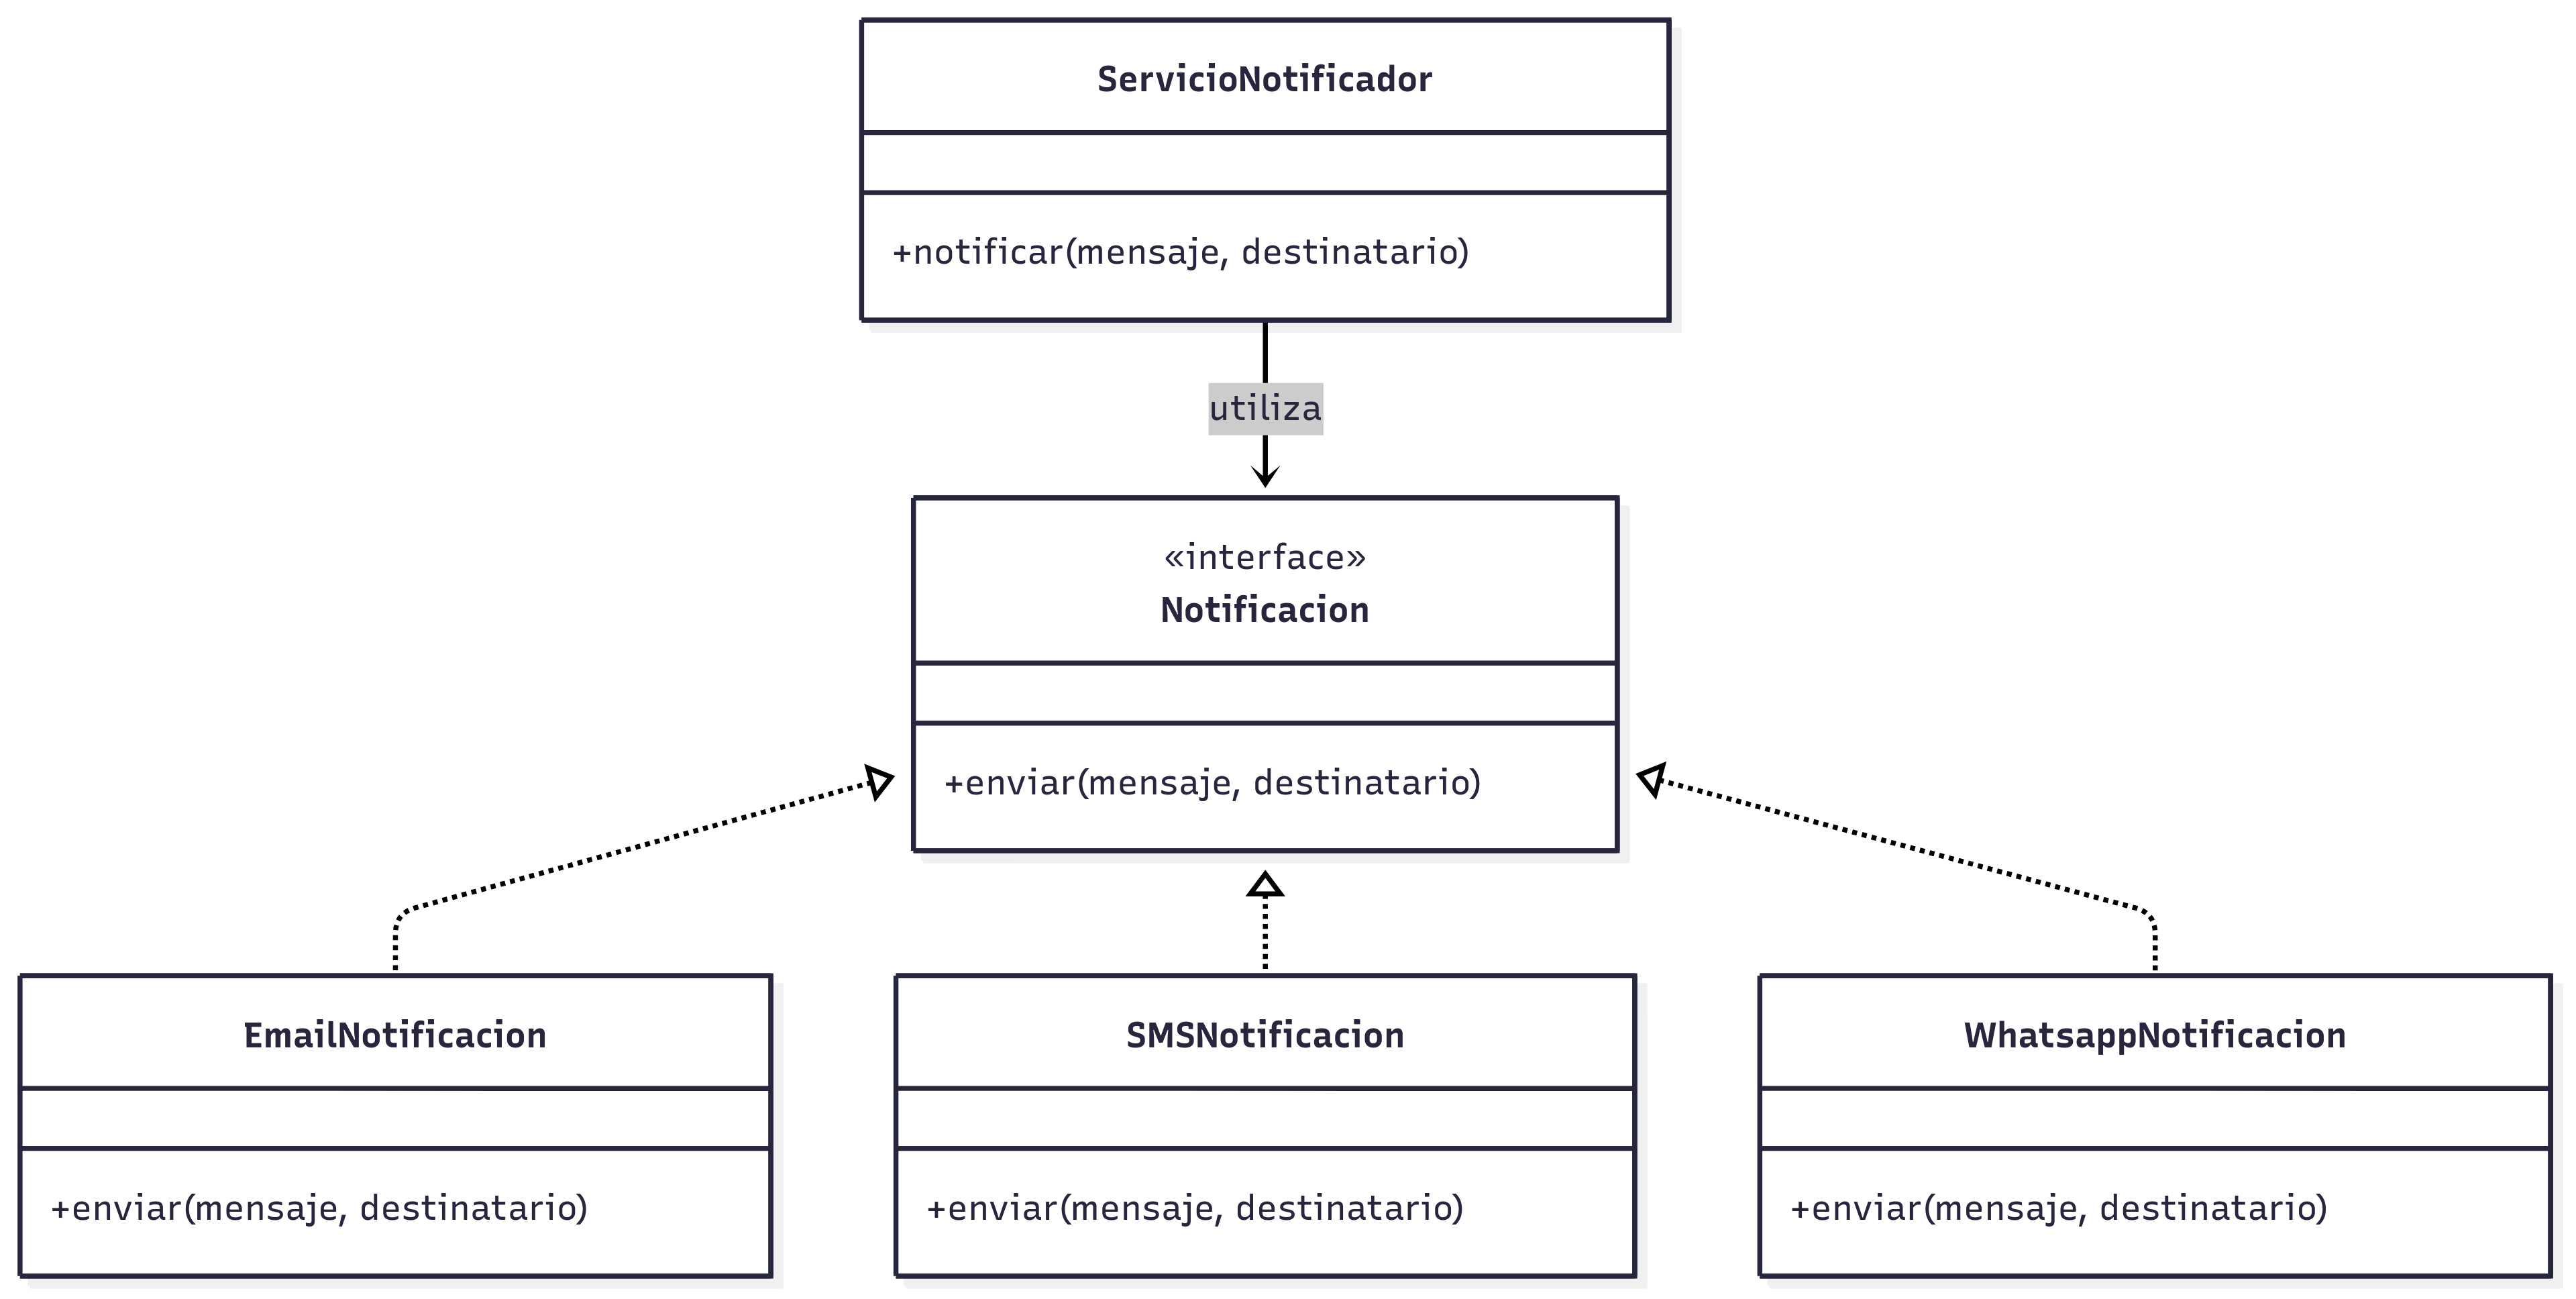 ServicioNotificador
+notificar(mensaje, destinatario)
utiliza
«interface»
Notificacion
+enviar(mensaje, destinatario)
EmailNotificacion
+enviar(mensaje, destinatario)
SMSNotificacion
+enviar(mensaje, destinatario)
WhatsappNotificacion
+enviar(mensaje, destinatario)